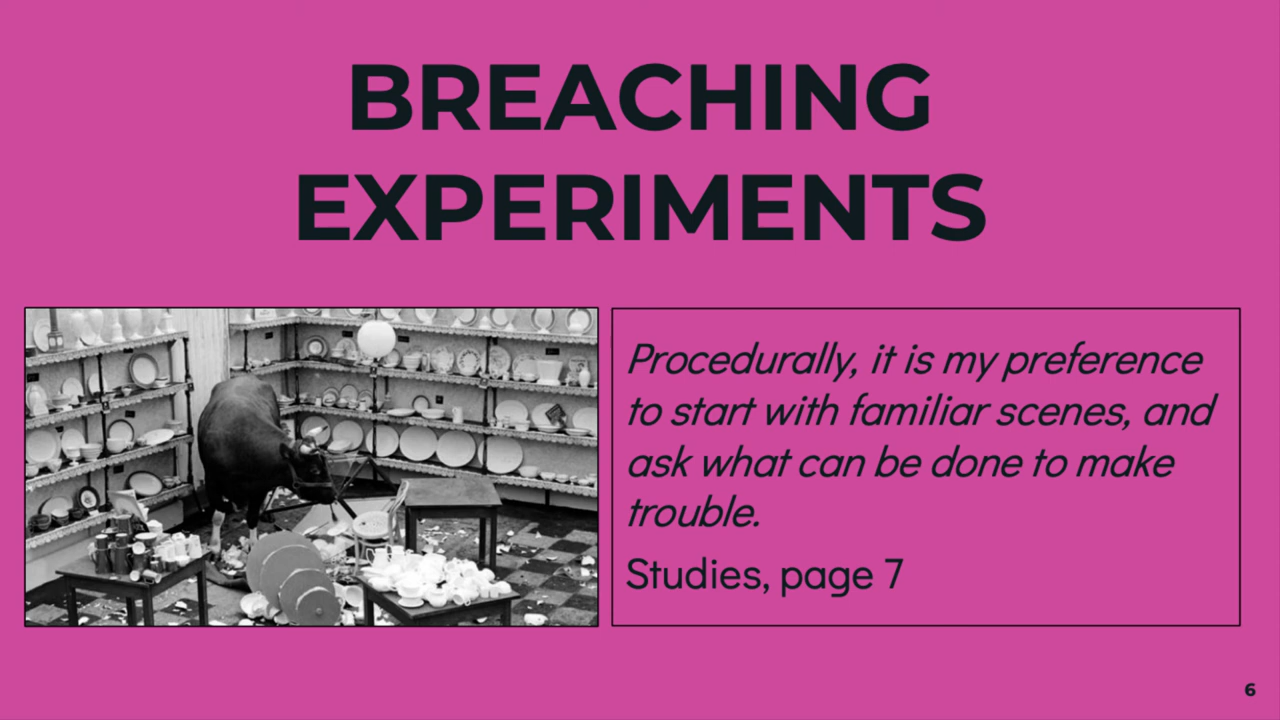 BREACHING
EXPERIMENTS
Procedurally, it is my preference
to start with familiar scenes, and
ask what can be done to make
trouble.
Studies, page 7
6